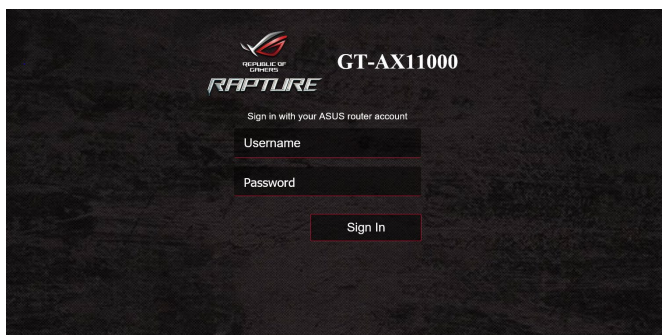 REPUBLIC OF
GAMERS
GT-AX11000
RAPTURE
Sign in with your ASUS router account
Username
Password
Sign In